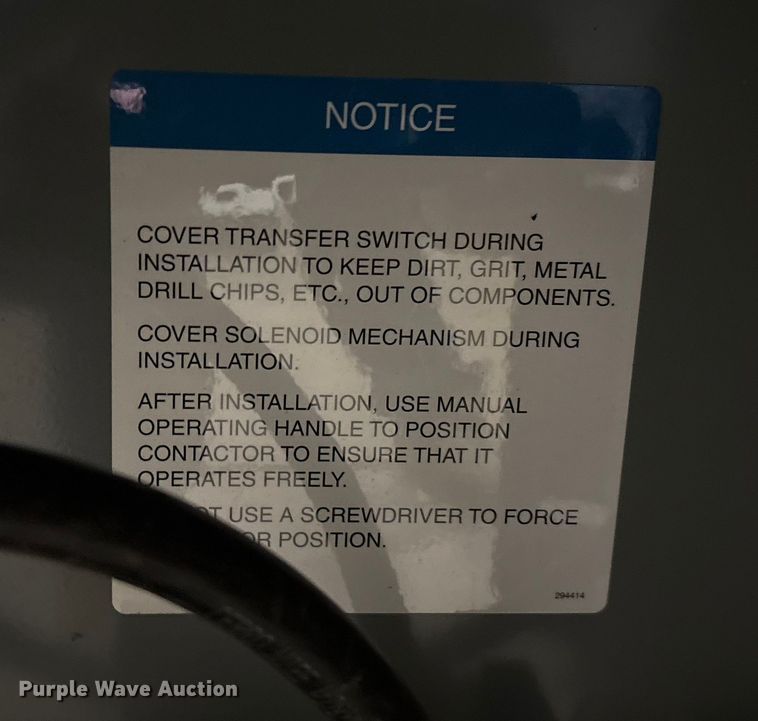 NOTICE
COVER TRANSFER SWITCH DURING
INSTALLATION TO KEEP DIRT, GRIT, METAL
DRILL CHIPS, ETC., OUT OF COMPONENTS.
COVER SOLENOID MECHANISM DURING
INSTALLATION.
AFTER INSTALLATION, USE MANUAL
OPERATING HANDLE TO POSITION
CONTACTOR TO ENSURE THAT IT
OPERATES FREELY.
USE A SCREWDRIVER TO FORCE
POSITION.
294414
Purple Wave Auction